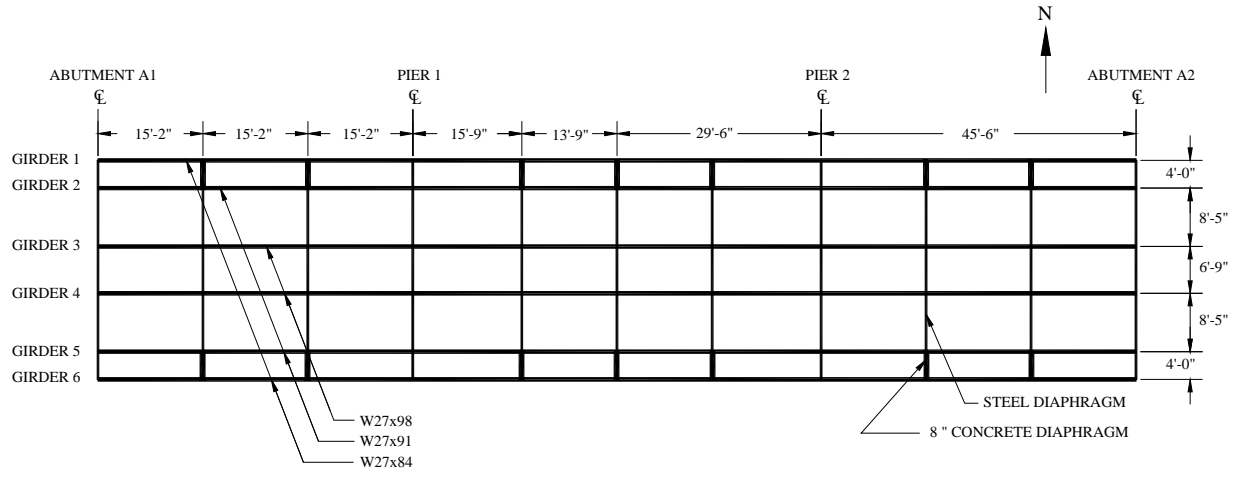 N
ABUTMENT A1
PIER 1
PIER 2
ABUTMENT A2
℄
℄
℄
℄
15'-2"
15'-2"
15'-2"
15'-9"
13'-9"
29'-6"
45'-6"
GIRDER 1
4'-0"
GIRDER 2
8'-5"
GIRDER 3
6'-9"
GIRDER 4
8'-5"
GIRDER 5
4'-0"
GIRDER 6
STEEL DIAPHRAGM
8 " CONCRETE DIAPHRAGM
W27x98
W27x91
W27x84